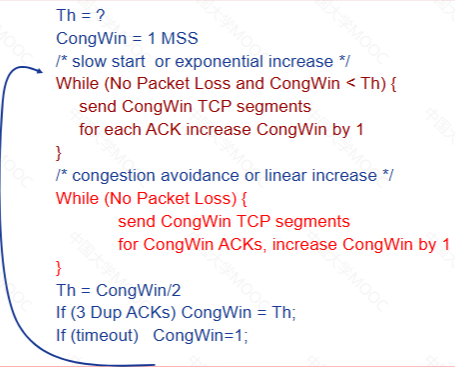 Th = ?
CongWin = 1 MSS
/* slow start or exponential increase */
While (No Packet Loss and CongWin < Th) {
send CongWin TCP segments
for each ACK increase CongWin by 1
}
/* congestion avoidance or linear increase */
While (No Packet Loss) {
send CongWin TCP segments
for CongWin ACKs, increase CongWin by 1
}
Th = CongWin/2
If (3 Dup ACKs) CongWin = Th;
If (timeout) CongWin=1;